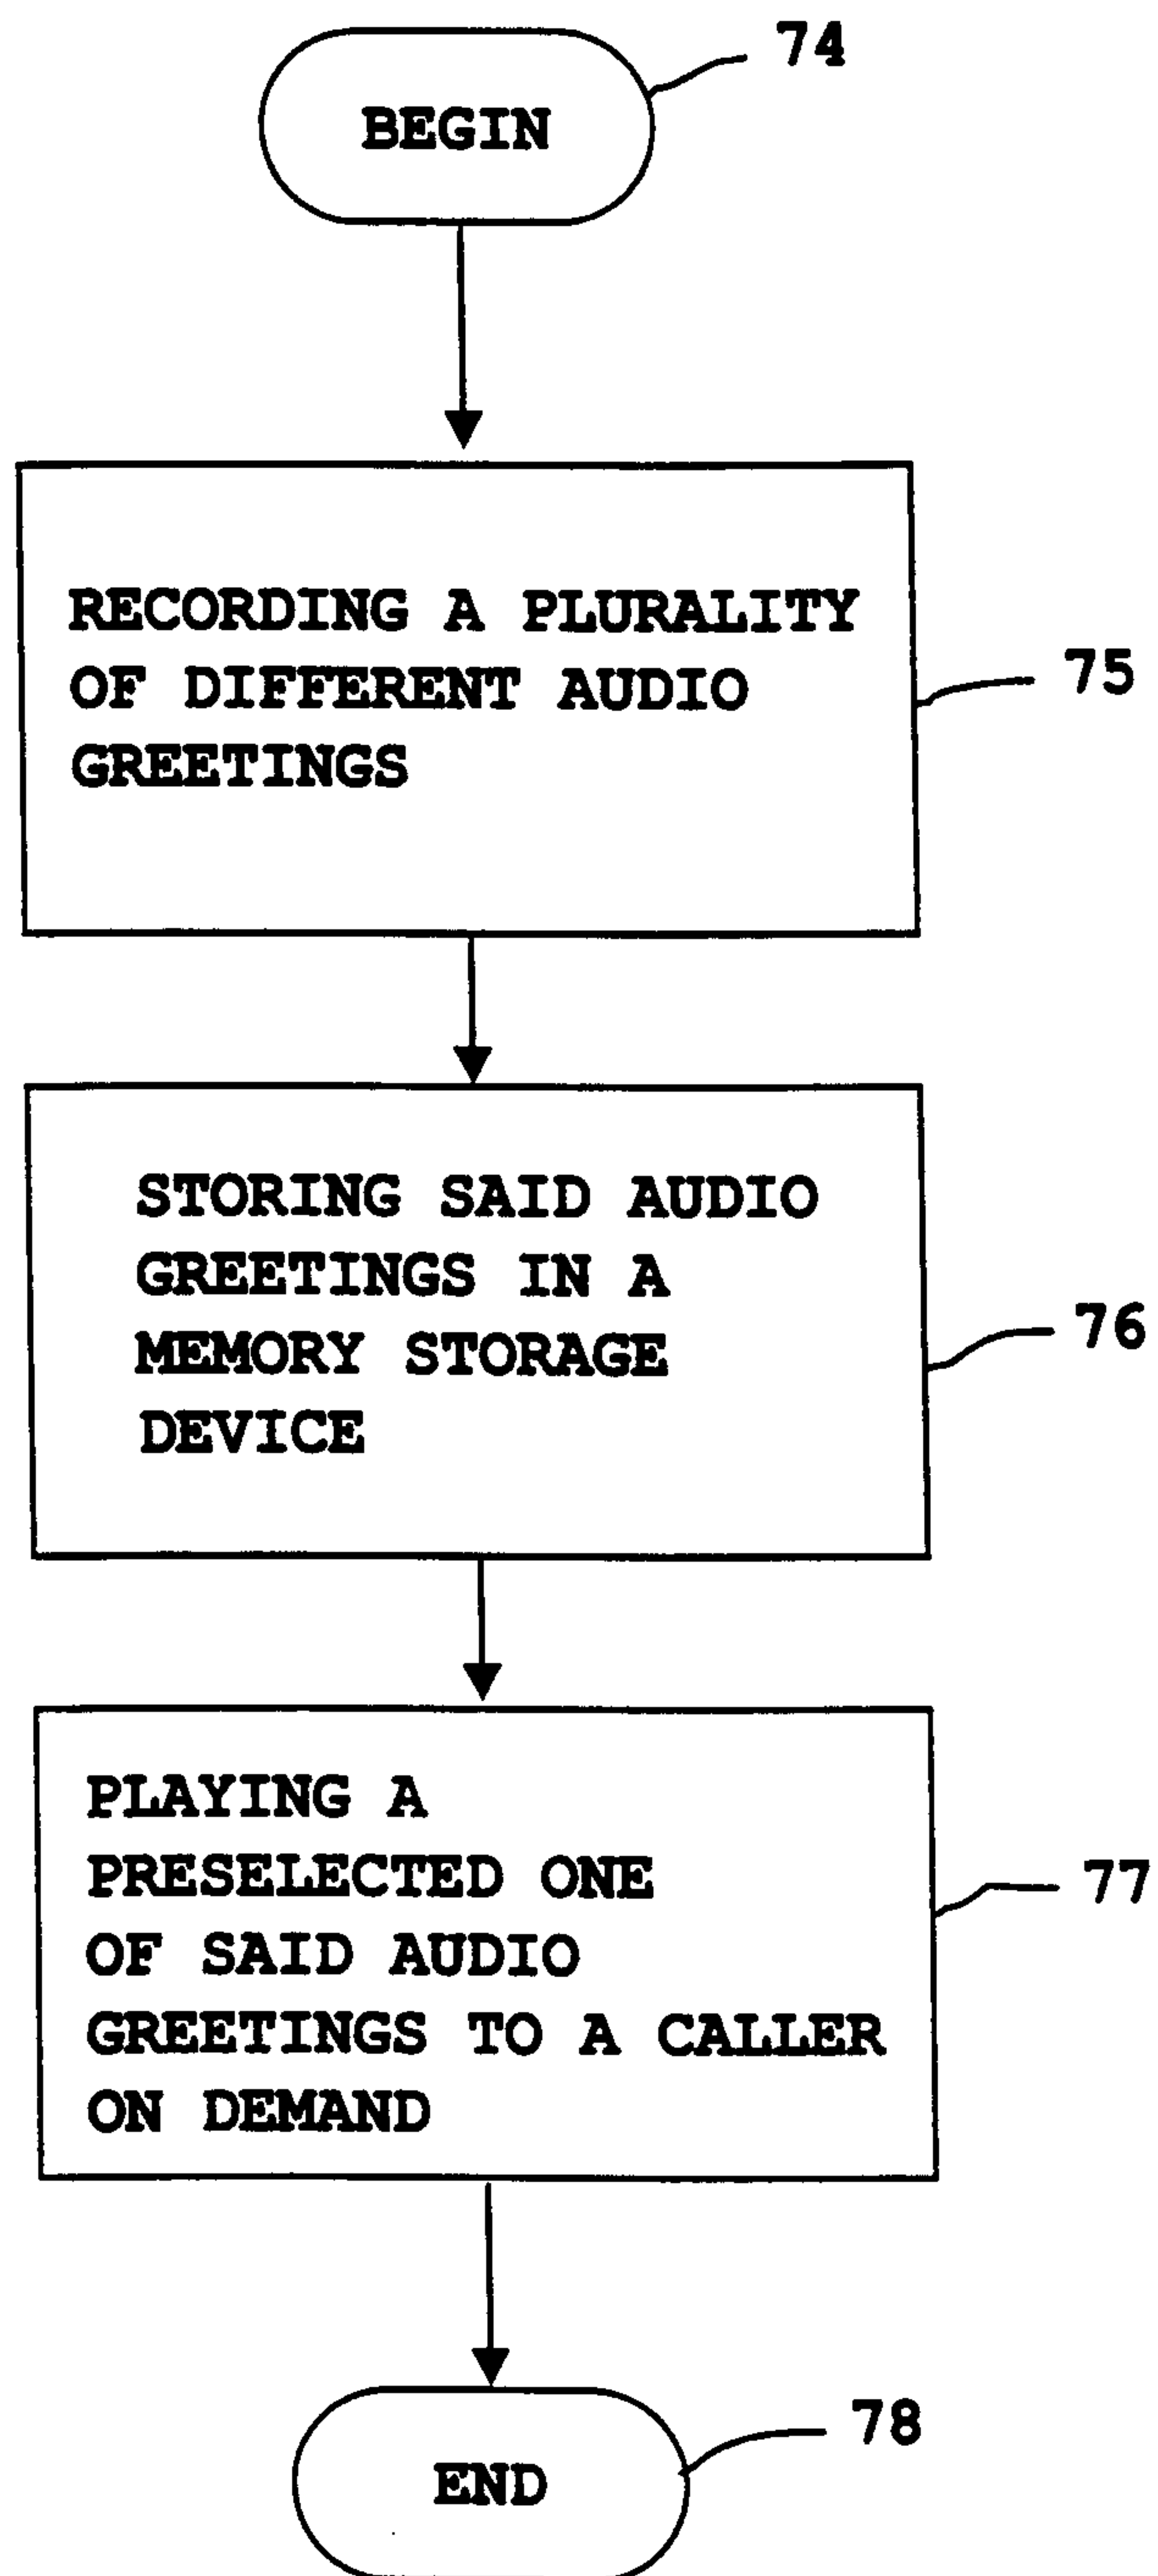 74
BEGIN
RECORDING A PLURALITY
OF DIFFERENT AUDIO
GREETINGS
75
STORING SAID AUDIO
GREETINGS IN A
MEMORY STORAGE
DEVICE
76
PLAYING A
PRESELECTED ONE
OF SAID AUDIO
GREETINGS TO A CALLER
ON DEMAND
77
78
END